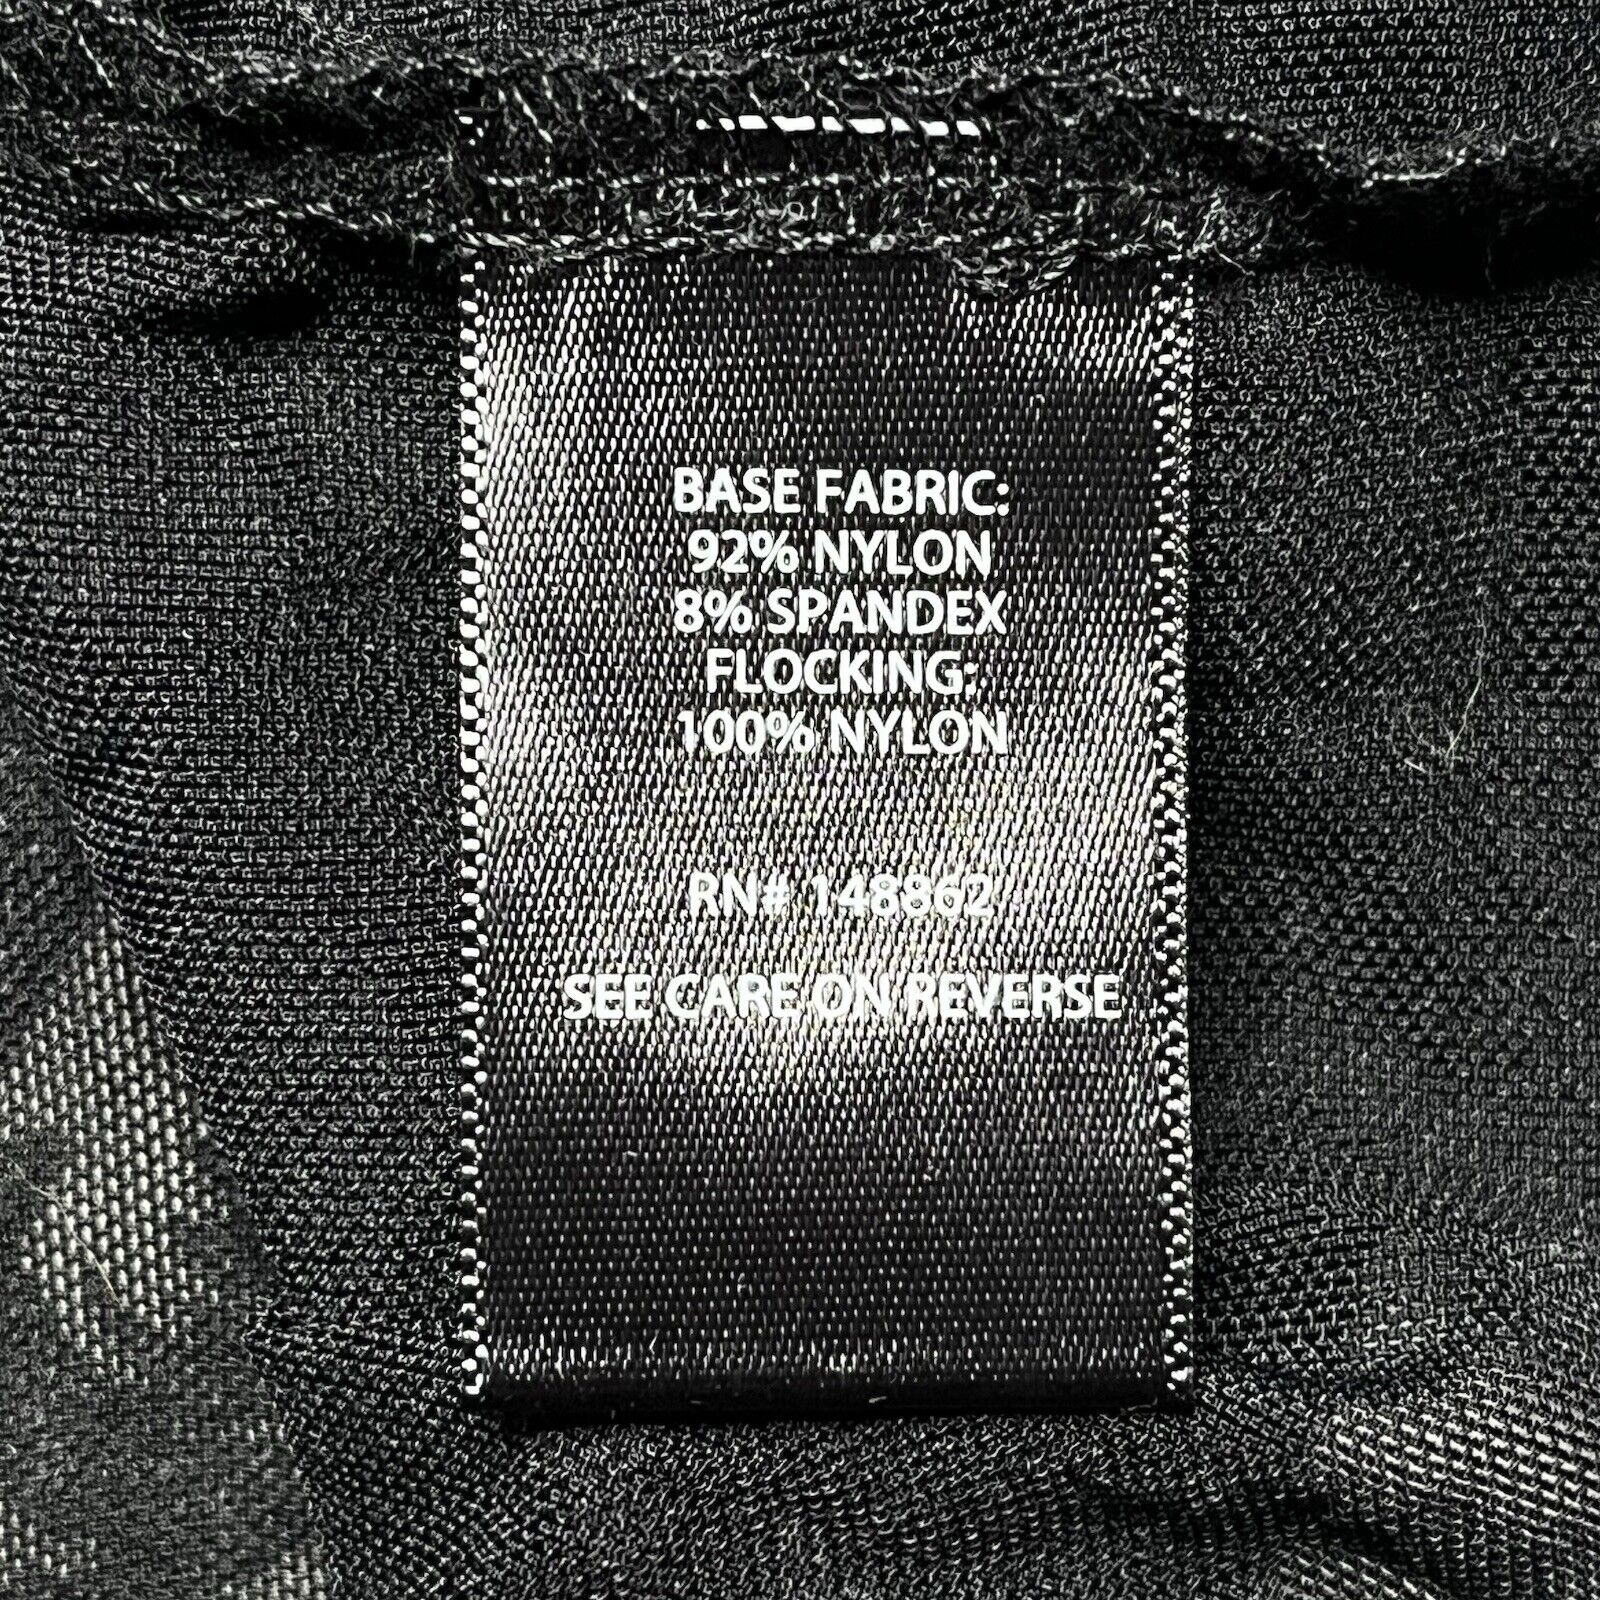 BASE FABRIC:
92% NYLON
8% SPANDEX
FLOCKING:
100% NYLON
RN# 148862
SEE CARE ON REVERSE